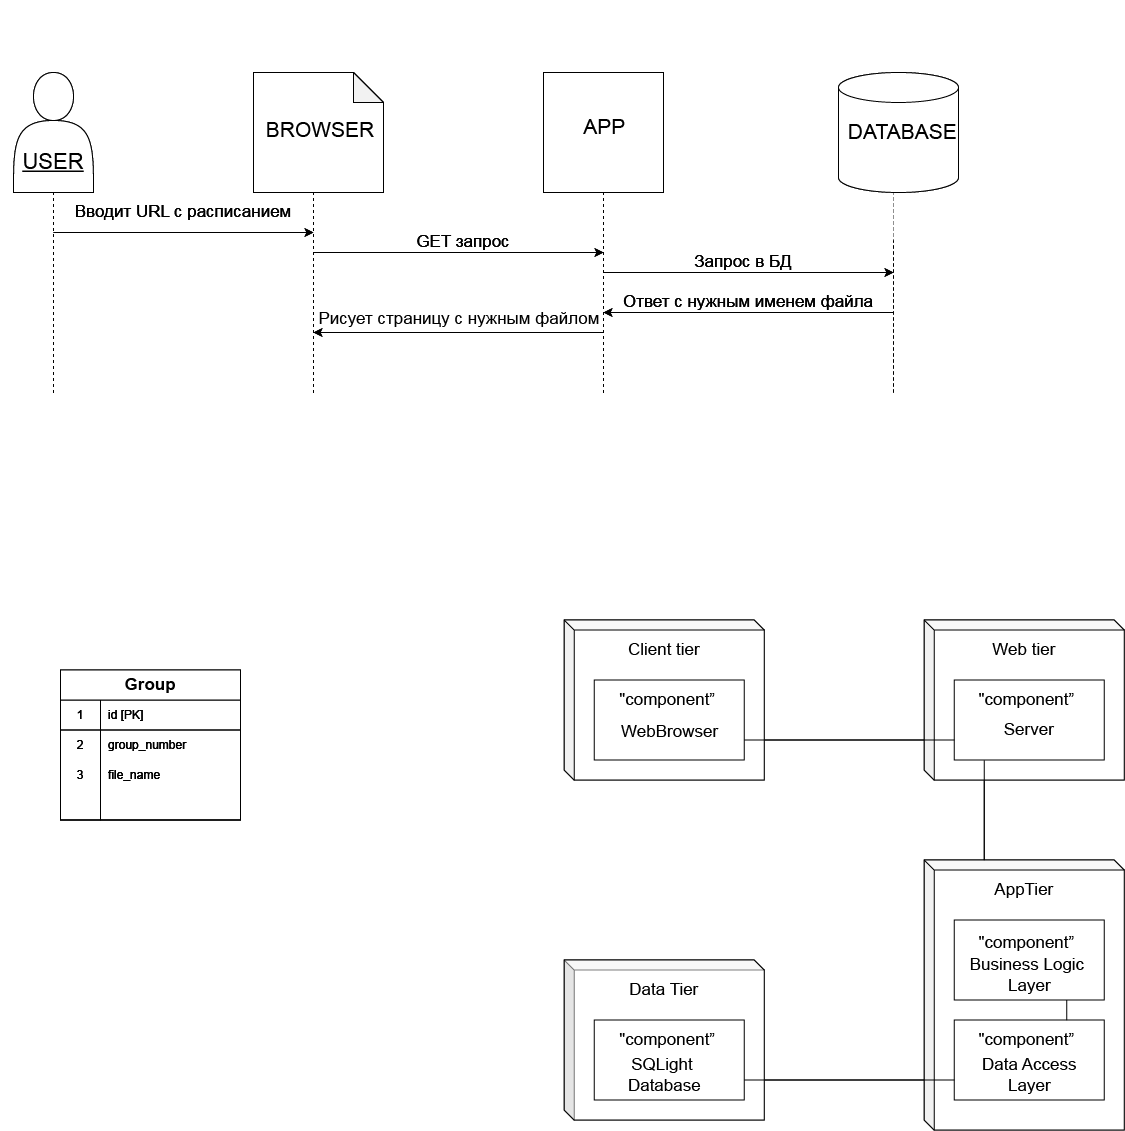 USER
BROWSER
APP
DATABASE
Вводит URL с расписанием
GET запрос
Запрос в БД
Ответ с нужным именем файла
Рисует страницу с нужным файлом
Group
1 id [PK]
2 group_number
3 file_name
Client tier
"component”
WebBrowser
Web tier
"component”
Server
AppTier
"component”
Business Logic
Layer
"component”
Data Access
Layer
Data Tier
"component”
SQLight
Database